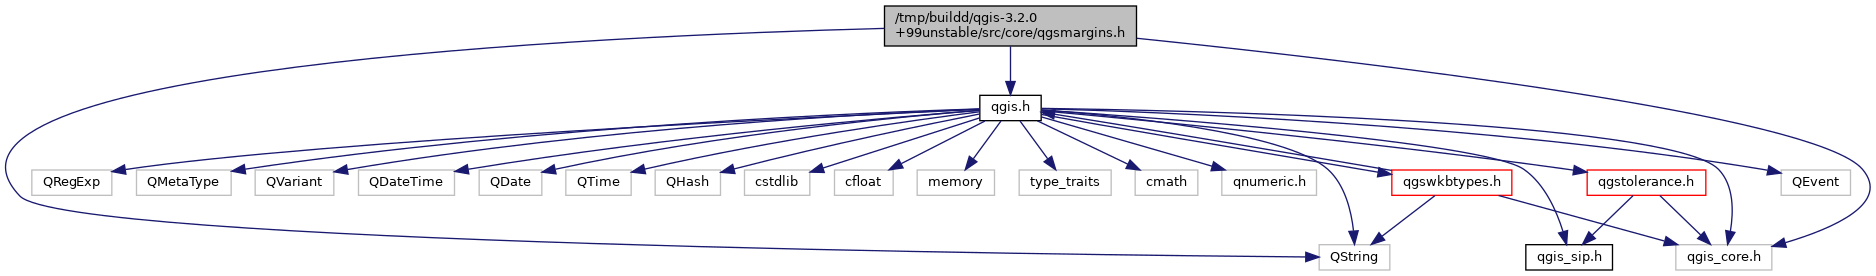 /tmp/buildd/qgis-3.2.0
+99unstable/src/core/qgsmargins.h
qgis.h
QRegExp
QMetaType
QVariant
QDateTime
QDate
QTime
QHash
cstdlib
cfloat
memory
type_traits
cmath
qnumeric.h
qgswkbtypes.h
qgstolerance.h
QEvent
QString
qgis_sip.h
qgis_core.h